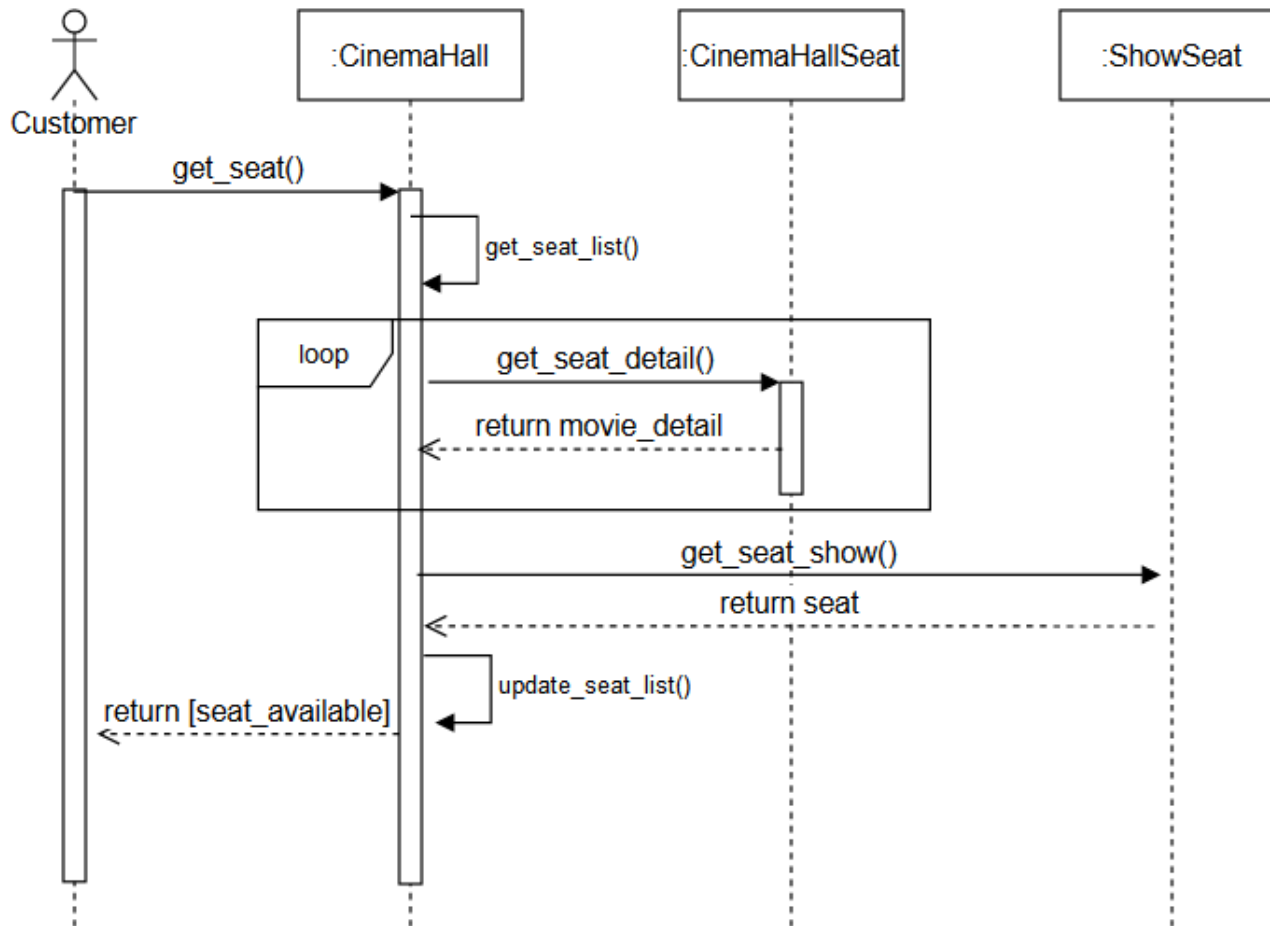 :CinemaHall
:CinemaHallSeat
:ShowSeat
Customer
get_seat()
get_seat_list()
loop
get_seat_detail()
return movie_detail
get_seat_show()
return seat
update_seat_list()
return [seat_available]